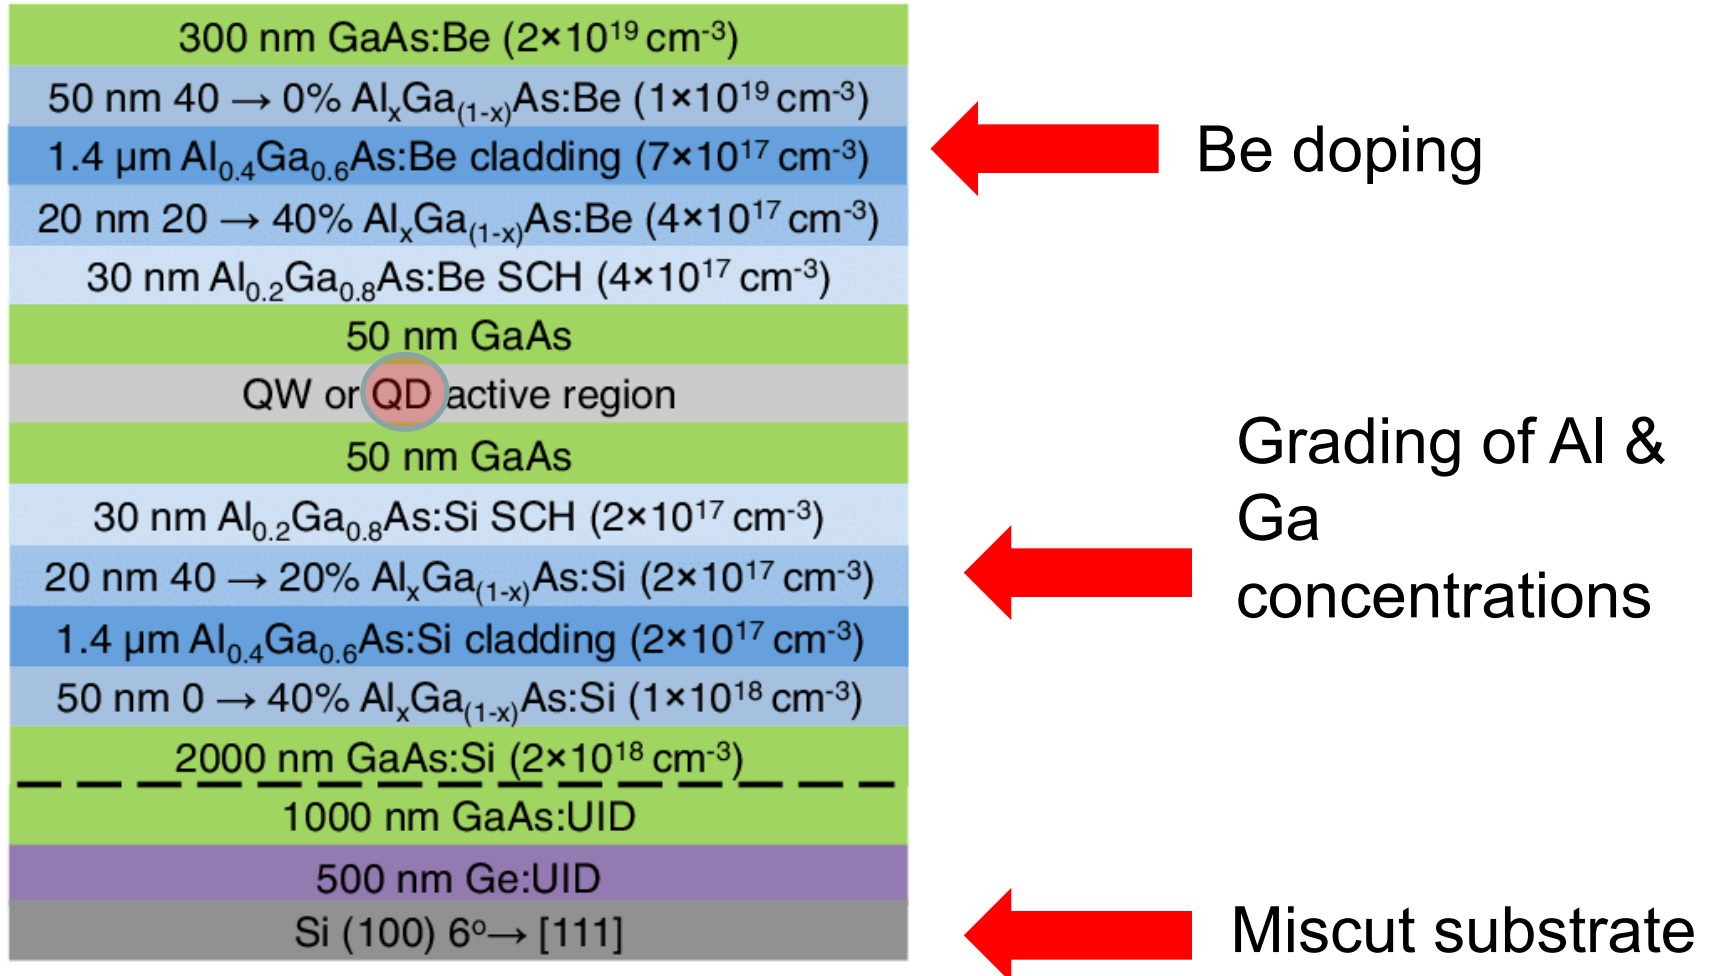 300 nm GaAs:Be (2×10¹⁹ cm⁻³)
50 nm 40 → 0% AlₓGa₍₁₋ₓ₎As:Be (1×10¹⁹ cm⁻³)
1.4 µm Al₀.₄Ga₀.₆As:Be cladding (7×10¹⁷ cm⁻³)
20 nm 20 → 40% AlₓGa₍₁₋ₓ₎As:Be (4×10¹⁷ cm⁻³)
30 nm Al₀.₂Ga₀.₈As:Be SCH (4×10¹⁷ cm⁻³)
50 nm GaAs
QW or QD active region
50 nm GaAs
30 nm Al₀.₂Ga₀.₈As:Si SCH (2×10¹⁷ cm⁻³)
20 nm 40 → 20% AlₓGa₍₁₋ₓ₎As:Si (2×10¹⁷ cm⁻³)
1.4 µm Al₀.₄Ga₀.₆As:Si cladding (2×10¹⁷ cm⁻³)
50 nm 0 → 40% AlₓGa₍₁₋ₓ₎As:Si (1×10¹⁸ cm⁻³)
2000 nm GaAs:Si (2×10¹⁸ cm⁻³)
1000 nm GaAs:UID
500 nm Ge:UID
Si (100) 6º→ [111]
Be doping
Grading of Al &
Ga
concentrations
Miscut substrate